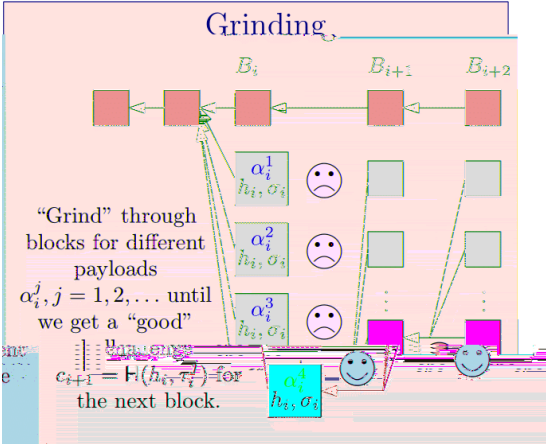 Grinding
B_i B_{i+1} B_{i+2}
α_i^1
h_i, σ_i
α_i^2
h_i, σ_i
α_i^3
h_i, σ_i
“Grind” through
blocks for different
payloads
α_i^j, j = 1, 2, … until
we get a “good”
c_{i+1} = H(h_i, ) for
the next block.
α_i^4
h_i, σ_i